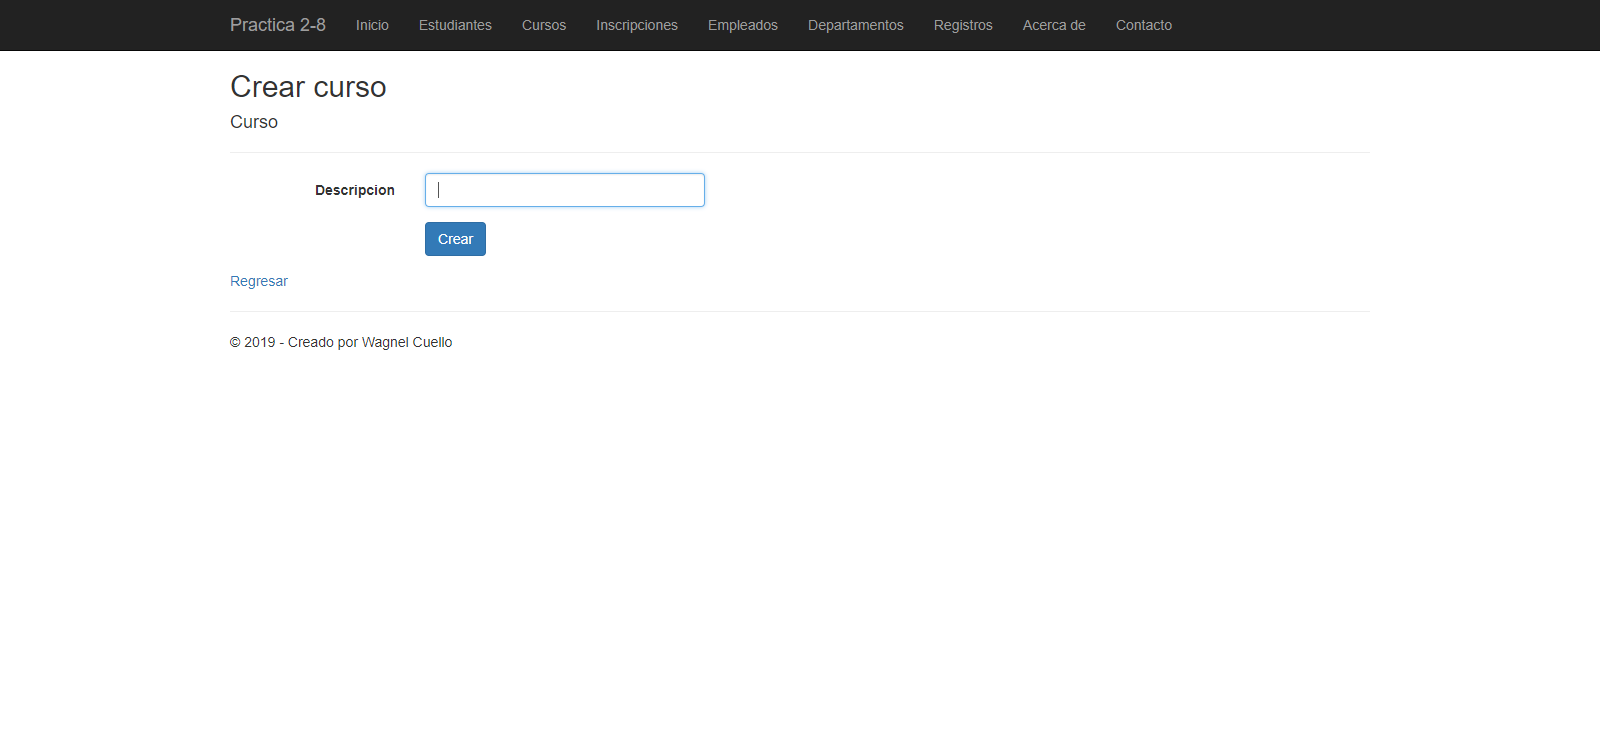 Practica 2-8 Inicio Estudiantes Cursos Inscripciones Empleados Departamentos Registros Acerca de Contacto
Crear curso
Curso
Descripcion
Crear
Regresar
© 2019 - Creado por Wagnel Cuello